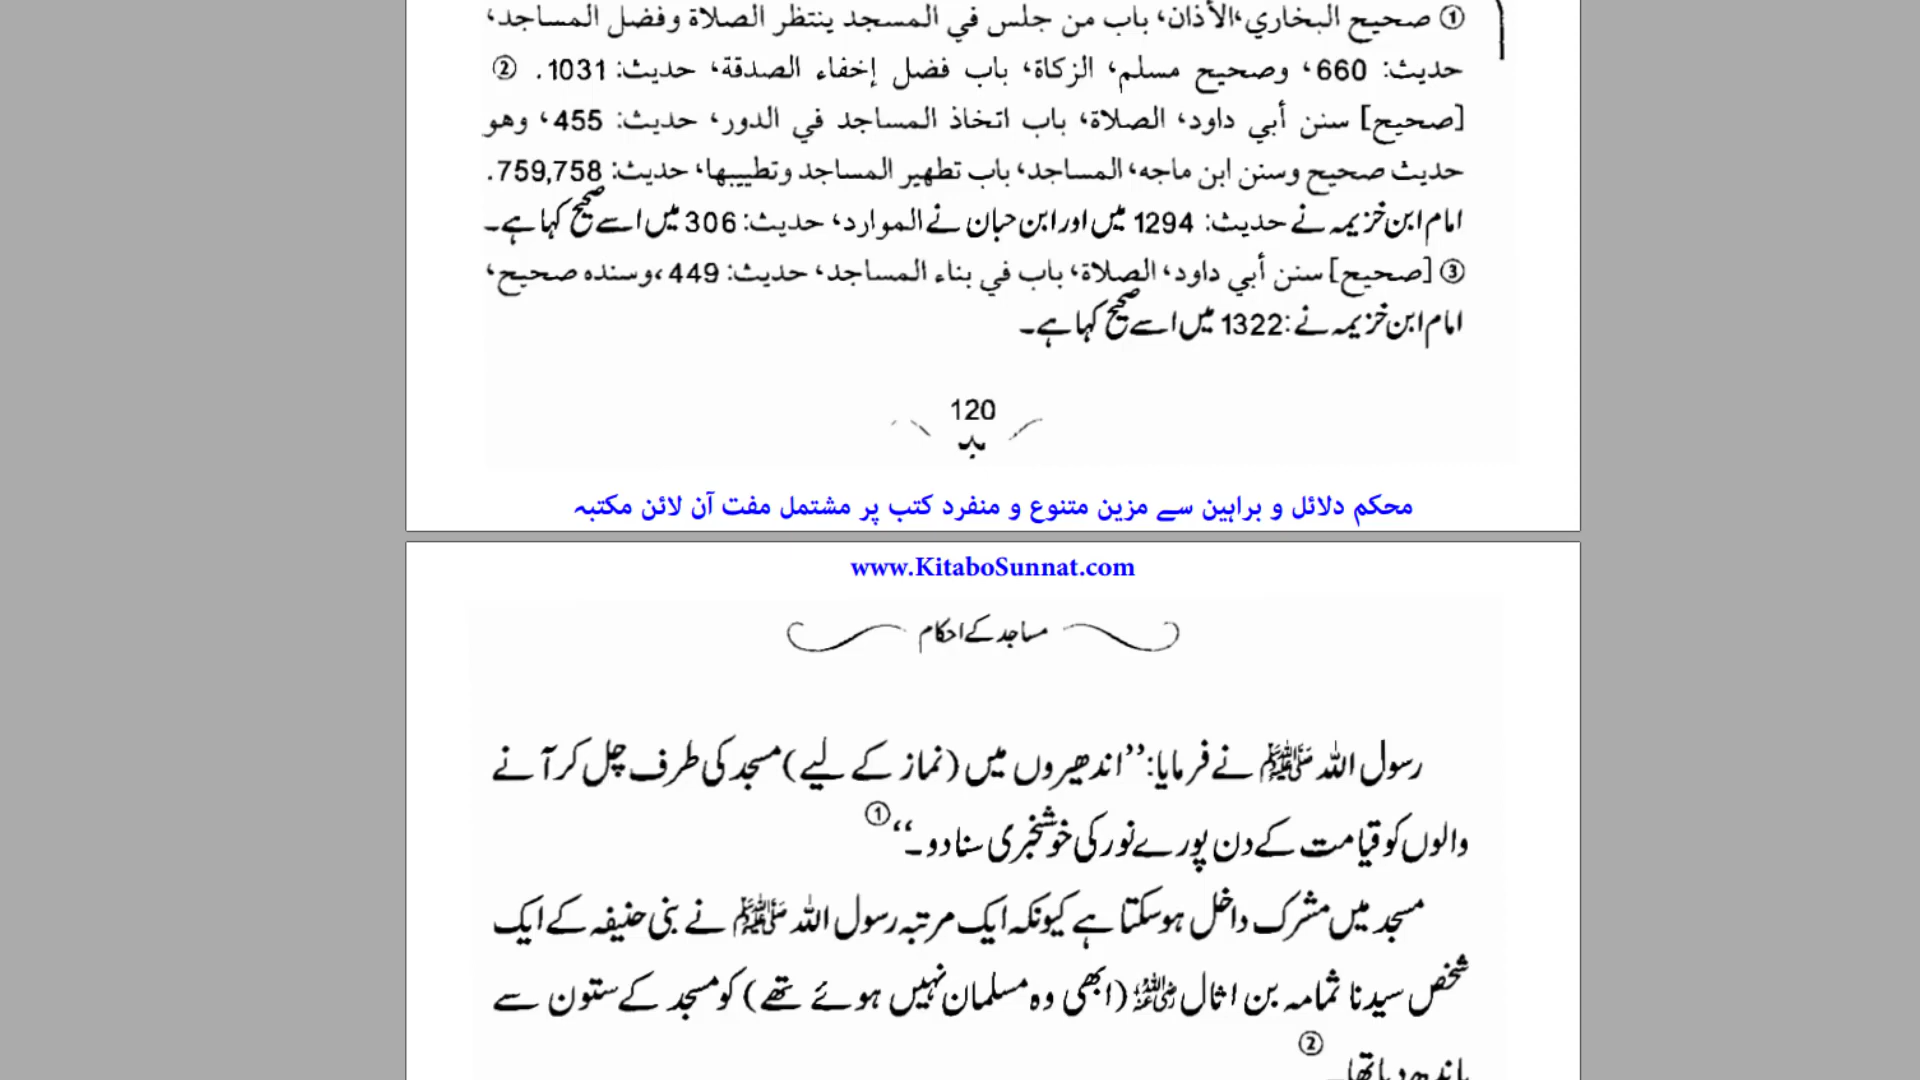 ① صحيح البخاري، الأذان، باب من جلس في المسجد ينتظر الصلاة وفضل المساجد،
حديث: 660، وصحيح مسلم، الزكاة، باب فضل إخفاء الصدقة، حديث: 1031. ②
[صحيح] سنن أبي داود، الصلاة، باب اتخاذ المساجد في الدور، حديث: 455، وهو
حديث صحيح وسنن ابن ماجه، المساجد، باب تطهير المساجد وتطييبها، حديث: 759,758.
امام ابن خزیمہ نے حدیث: 1294 میں اور ابن حبان نے الموارد، حدیث: 306 میں اسے صحیح کہا ہے۔
③ [صحيح] سنن أبي داود، الصلاة، باب في بناء المساجد، حديث: 449، وسنده صحيح،
امام ابن خزیمہ نے: 1322 میں اسے صحیح کہا ہے۔
120
محکم دلائل و براہین سے مزین متنوع و منفرد کتب پر مشتمل مفت آن لائن مکتبہ
www.KitaboSunnat.com
مساجد کے احکام
رسول اللہ ﷺ نے فرمایا: ’’اندھیروں میں (نماز کے لیے) مسجد کی طرف چل کر آنے
والوں کو قیامت کے دن پورے نور کی خوشخبری سنا دو۔‘‘ ①
مسجد میں مشرک داخل ہوسکتا ہے کیونکہ ایک مرتبہ رسول اللہ ﷺ نے بنی حنیفہ کے ایک
شخص سیدنا ثمامہ بن اثال رضی اللہ عنہ (ابھی وہ مسلمان نہیں ہوئے تھے) کو مسجد کے ستون سے
باندھ دیا تھا۔ ②